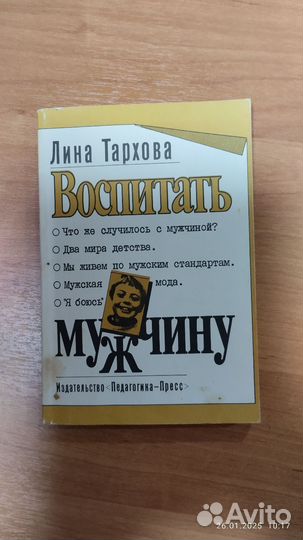 Лина Тархова
Воспитать
Что же случилось с мужчиной?
Два мира детства.
Мы живем по мужским стандартам.
Мужская мода.
"Я боюсь"
мужчину
Издательство <Педагогика-Пресс>
Avito
26.01.2025 10:17